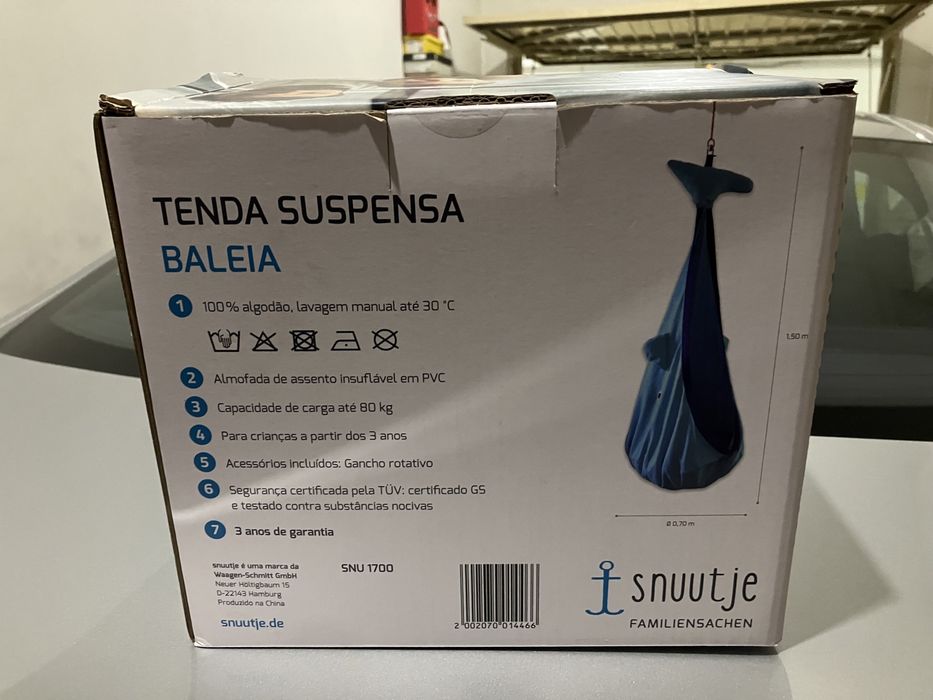 TENDA SUSPENSA
BALEIA
1 100% algodão, lavagem manual até 30 °C
2 Almofada de assento insuflável em PVC
3 Capacidade de carga até 80 kg
4 Para crianças a partir dos 3 anos
5 Acessórios incluídos: Gancho rotativo
6 Segurança certificada pela TÜV: certificado GS
e testado contra substâncias nocivas
7 3 anos de garantia
snuutje é uma marca da
Waagen-Schmitt GmbH
Neuer Höltigbaum 15
D-22143 Hamburg
Produzido na China
snuutje.de
SNU 1700
2 002070 014466
1,50 m
Ø 0,70 m
snuutje
FAMILIENSACHEN